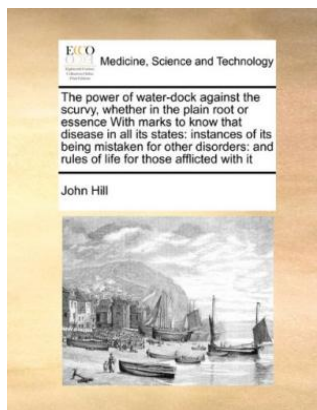 ECCO
Medicine, Science and Technology
The power of water-dock against the
scurvy, whether in the plain root or
essence With marks to know that
disease in all its states: instances of its
being mistaken for other disorders: and
rules of life for those afflicted with it
John Hill